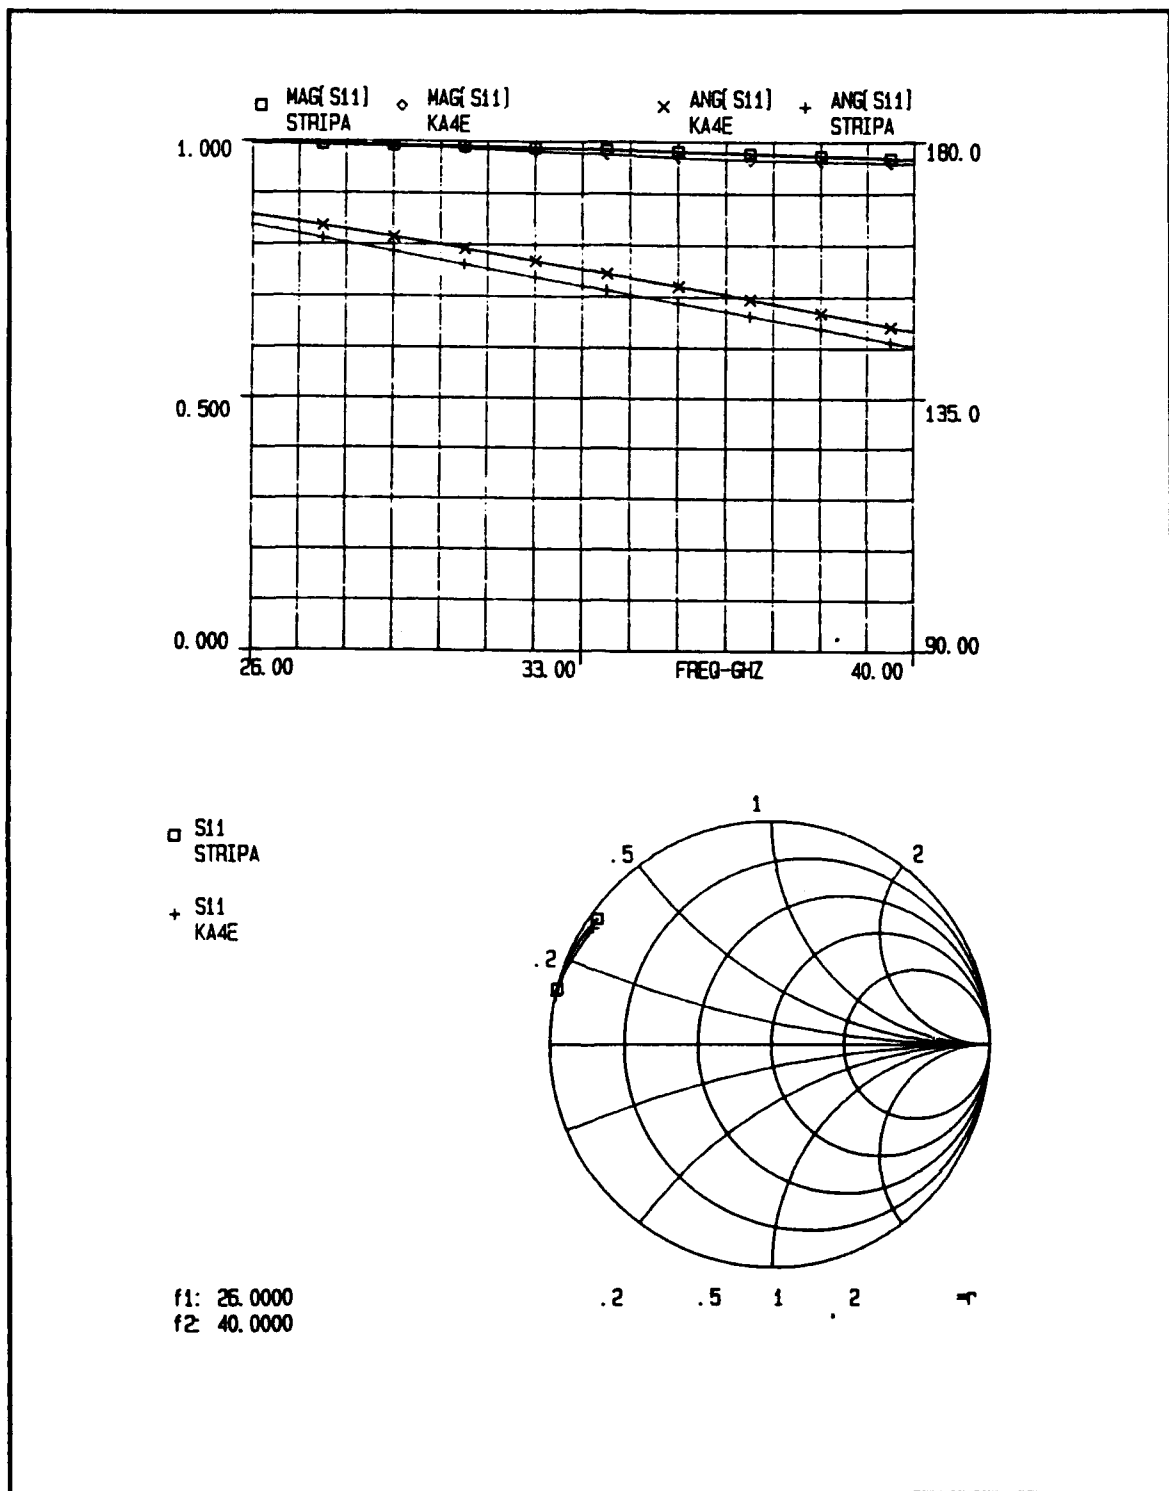 MAG[S11] MAG[S11] ANG[S11] ANG[S11]
STRIPA KA4E KA4E STRIPA
1.000 180.0
0.500 135.0
0.000 90.00
26.00 33.00 FREQ-GHZ 40.00
S11
STRIPA
S11
KA4E
1
.5 2
.2
f1: 26.0000 .2 .5 1 2 =r
f2: 40.0000